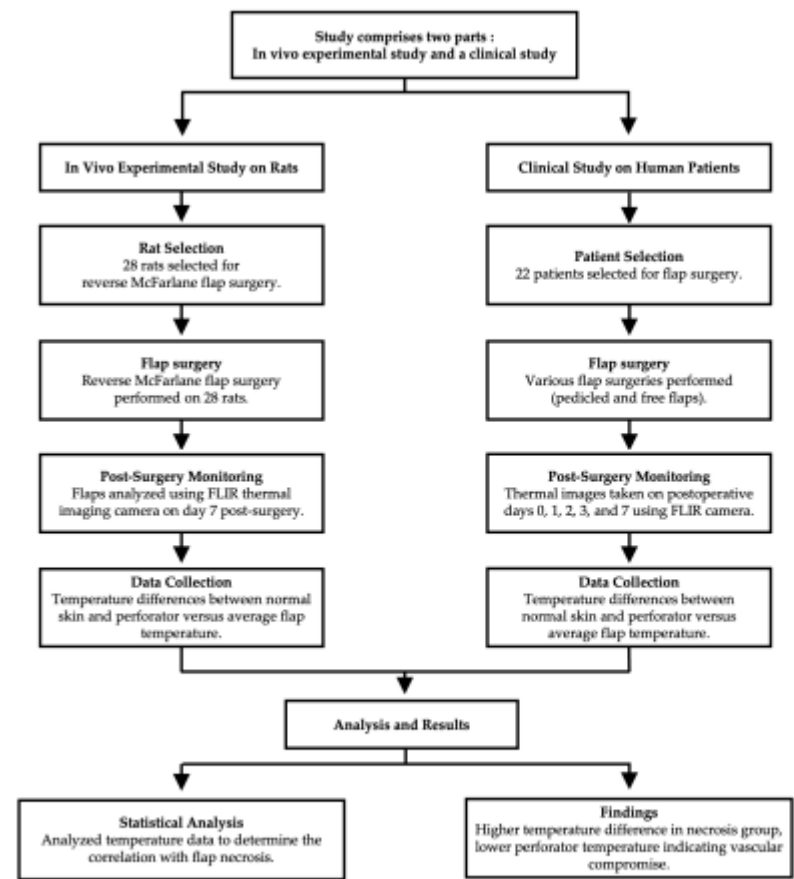 Study comprises two parts :
In vivo experimental study and a clinical study
In Vivo Experimental Study on Rats
Rat Selection
28 rats selected for
reverse McFarlane flap surgery.
Flap surgery
Reverse McFarlane flap surgery
performed on 28 rats.
Post-Surgery Monitoring
Flaps analyzed using FLIR thermal
imaging camera on day 7 post-surgery.
Data Collection
Temperature differences between normal
skin and perforator versus average flap
temperature.
Clinical Study on Human Patients
Patient Selection
22 patients selected for flap surgery.
Flap surgery
Various flap surgeries performed
(pedicled and free flaps).
Post-Surgery Monitoring
Thermal images taken on postoperative
days 0, 1, 2, 3, and 7 using FLIR camera.
Data Collection
Temperature differences between
normal skin and perforator versus
average flap temperature.
Analysis and Results
Statistical Analysis
Analyzed temperature data to determine the
correlation with flap necrosis.
Findings
Higher temperature difference in necrosis group,
lower perforator temperature indicating vascular
compromise.